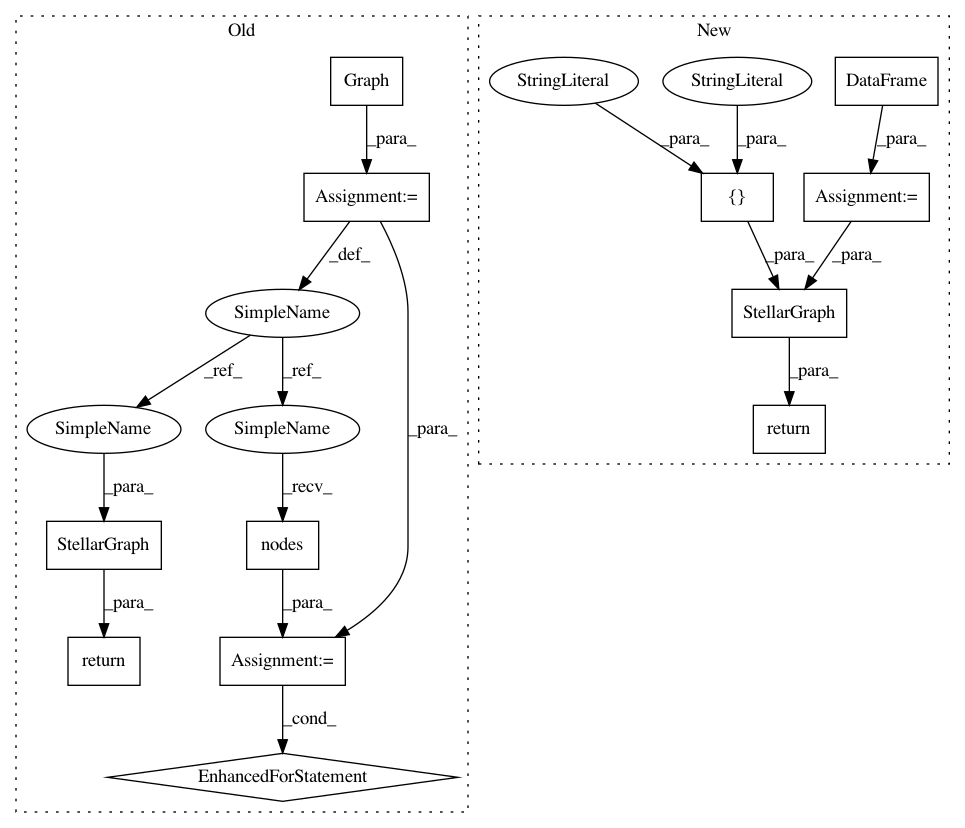 Old
New
Graph
StringLiteral
StringLiteral
DataFrame
_para_
_para_
_para_
_para_
Assignment:=
{}
Assignment:=
_def_
_para_
_para_
SimpleName
StellarGraph
_ref_
_ref_
_para_
SimpleName
SimpleName
_para_
return
_para_
_recv_
StellarGraph
nodes
_para_
_para_
return
Assignment:=
_cond_
EnhancedForStatement